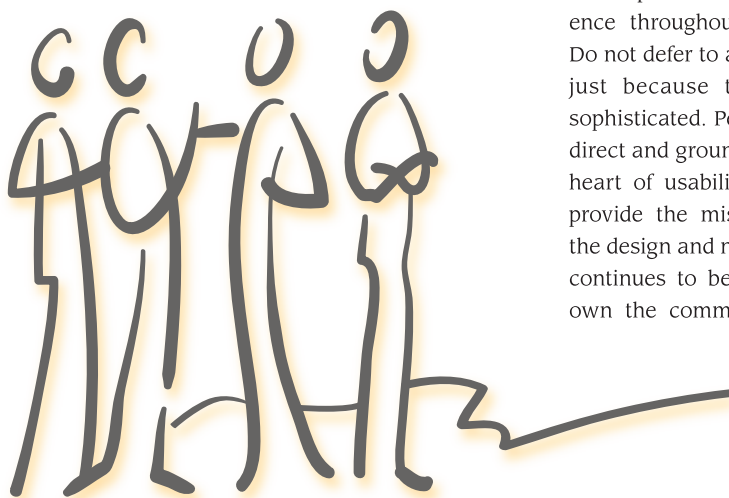 ence throughou
Do not defer to a
just because t
sophisticated. Po
direct and groun
heart of usabili
provide the mis
the design and n
continues to be
own the comm